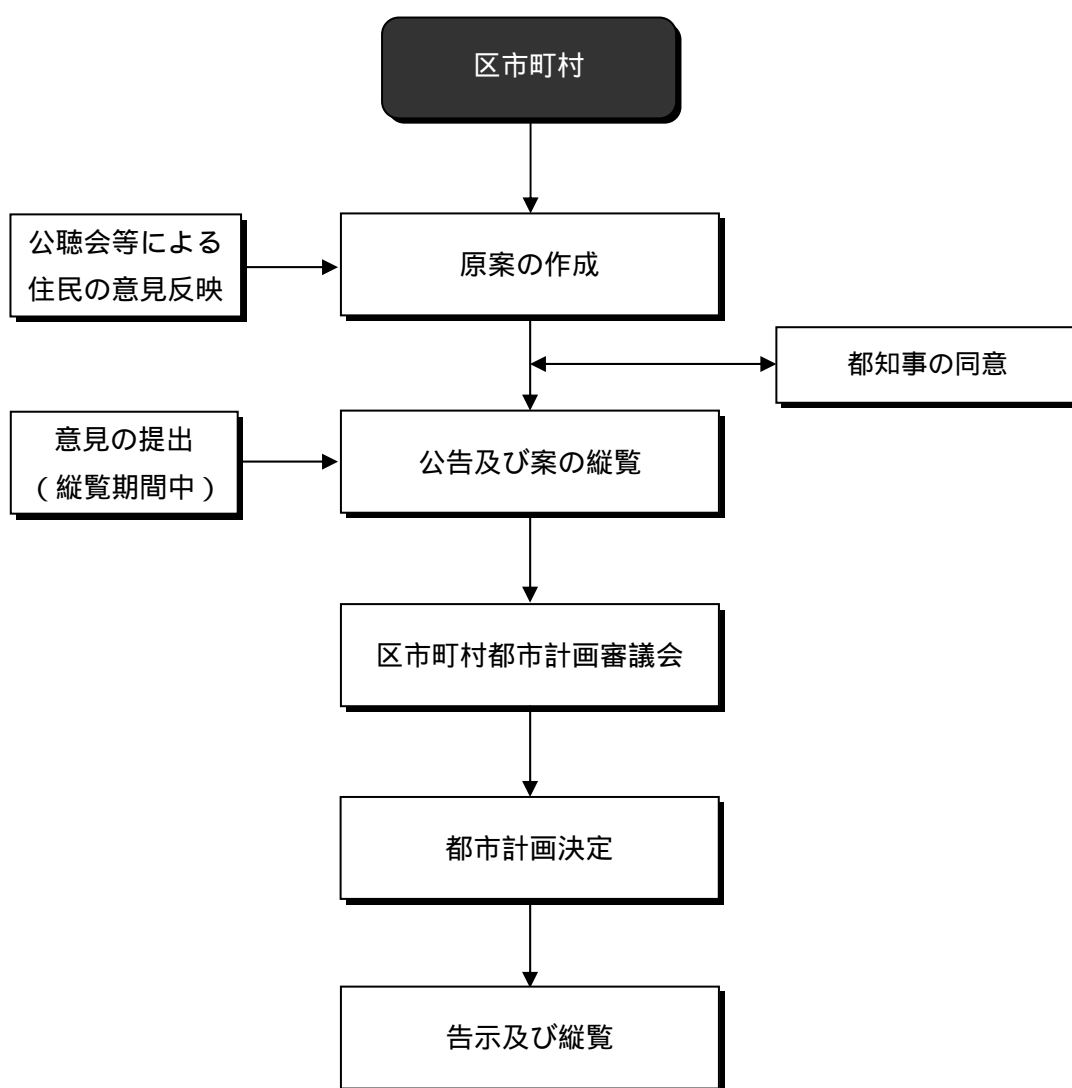 区市町村
公聴会等による
住民の意見反映
原案の作成
都知事の同意
意見の提出
（縦覧期間中）
公告及び案の縦覧
区市町村都市計画審議会
都市計画決定
告示及び縦覧